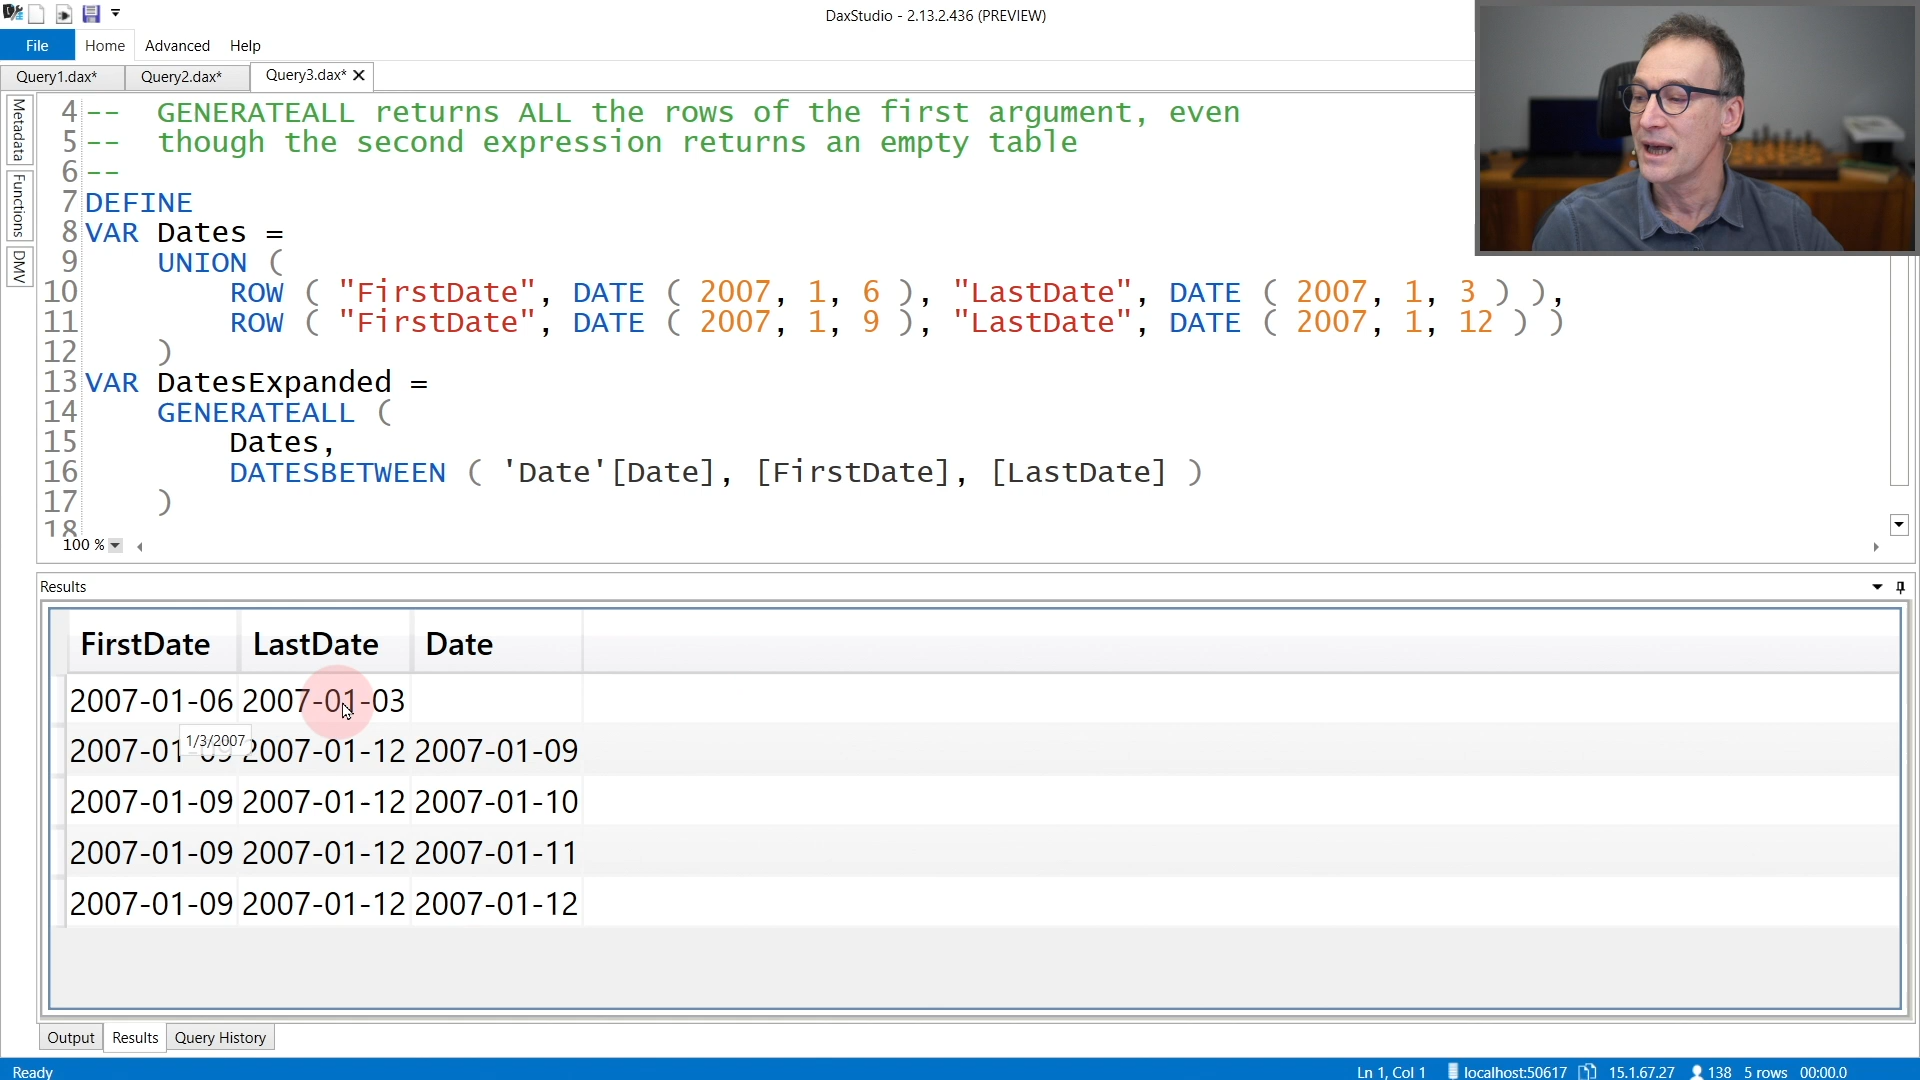 DaxStudio - 2.13.2.436 (PREVIEW)
File Home Advanced Help
Query1.dax* Query2.dax* Query3.dax*
Metadata
Functions
DMV
4 -- GENERATEALL returns ALL the rows of the first argument, even
5 -- though the second expression returns an empty table
6 --
7 DEFINE
8 VAR Dates =
9 UNION (
10 ROW ( "FirstDate", DATE ( 2007, 1, 6 ), "LastDate", DATE ( 2007, 1, 3 ) ),
11 ROW ( "FirstDate", DATE ( 2007, 1, 9 ), "LastDate", DATE ( 2007, 1, 12 ) )
12 )
13 VAR DatesExpanded =
14 GENERATEALL (
15 Dates,
16 DATESBETWEEN ( 'Date'[Date], [FirstDate], [LastDate] )
17 )
18
100 %
Results
FirstDate LastDate Date
2007-01-06 2007-01-03
1/3/2007
2007-01-09 2007-01-12 2007-01-09
2007-01-09 2007-01-12 2007-01-10
2007-01-09 2007-01-12 2007-01-11
2007-01-09 2007-01-12 2007-01-12
Output Results Query History
Ready Ln 1, Col 1 localhost:50617 15.1.67.27 138 5 rows 00:00.0